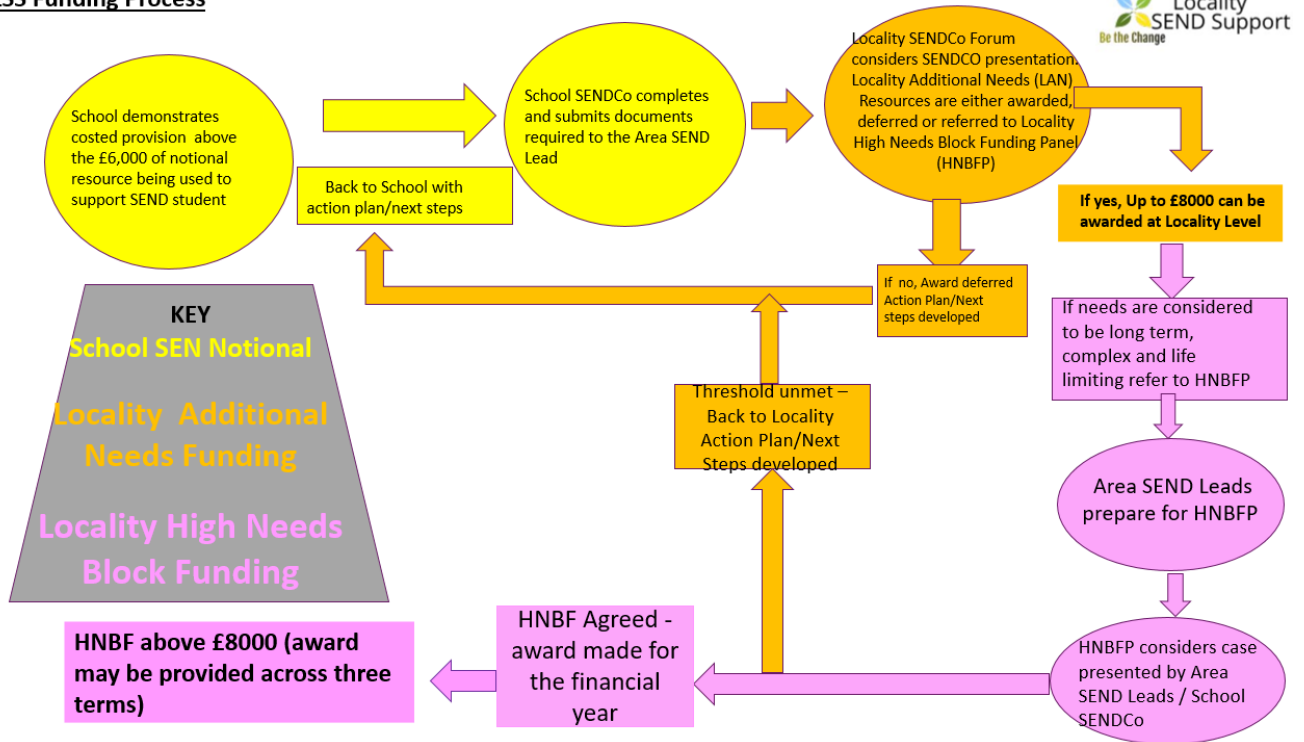 Funding Process
Locality
SEND Support
Be the Change
School demonstrates
costed provision above
the £6,000 of notional
resource being used to
support SEND student
School SENDCo completes
and submits documents
required to the Area SEND
Lead
Locality SENDCo Forum
considers SENDCO presentation.
Locality Additional Needs (LAN)
Resources are either awarded,
deferred or referred to Locality
High Needs Block Funding Panel
(HNBFP)
Back to School with
action plan/next steps
If yes, Up to £8000 can be
awarded at Locality Level
If no, Award deferred
Action Plan/Next
steps developed
If needs are considered
to be long term,
complex and life
limiting refer to HNBFP
KEY
School SEN Notional
Locality Additional
Needs Funding
Locality High Needs
Block Funding
Threshold unmet –
Back to Locality
Action Plan/Next
Steps developed
Area SEND Leads
prepare for HNBFP
HNBFP considers case
presented by Area
SEND Leads / School
SENDCo
HNBF Agreed -
award made for
the financial
year
HNBF above £8000 (award
may be provided across three
terms)